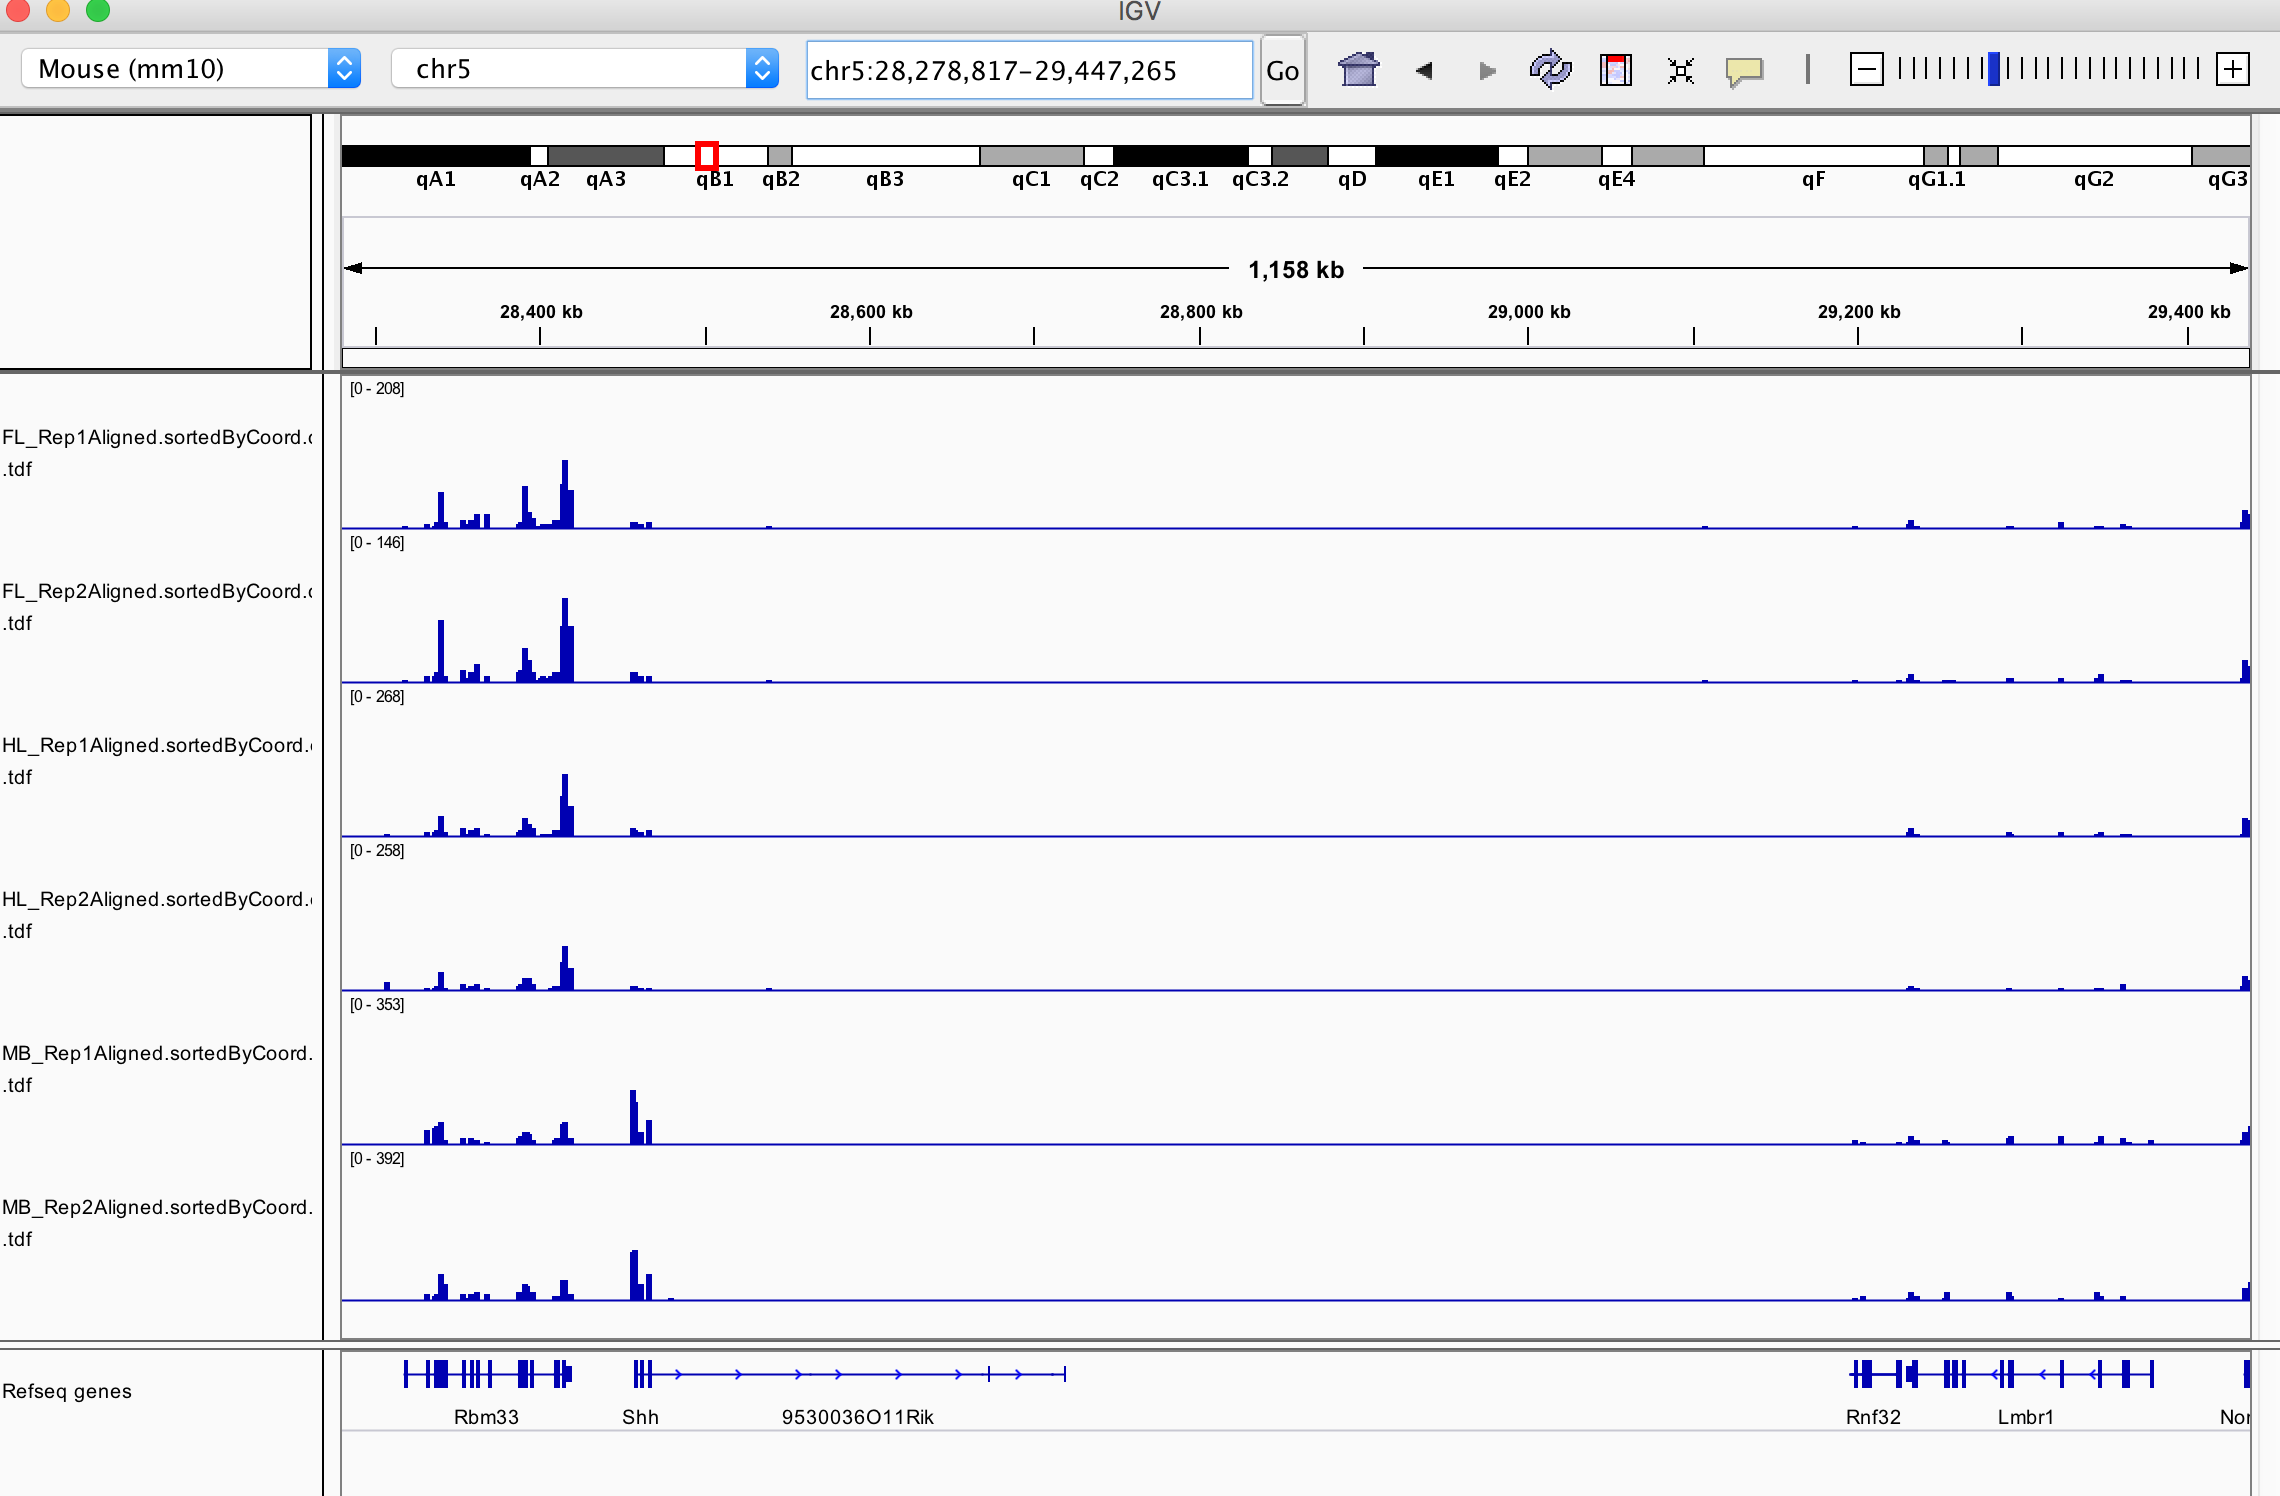 IGV
Mouse (mm10) chr5 chr5:28,278,817-29,447,265 Go
qA1 qA2 qA3 qB1 qB2 qB3 qC1 qC2 qC3.1 qC3.2 qD qE1 qE2 qE4 qF qG1.1 qG2 qG3
1,158 kb
28,400 kb 28,600 kb 28,800 kb 29,000 kb 29,200 kb 29,400 kb
[0 - 208]
FL_Rep1Aligned.sortedByCoord.
.tdf
[0 - 146]
FL_Rep2Aligned.sortedByCoord.
.tdf
[0 - 268]
HL_Rep1Aligned.sortedByCoord.
.tdf
[0 - 258]
HL_Rep2Aligned.sortedByCoord.
.tdf
[0 - 353]
MB_Rep1Aligned.sortedByCoord.
.tdf
[0 - 392]
MB_Rep2Aligned.sortedByCoord.
.tdf
Refseq genes
Rbm33 Shh 9530036O11Rik Rnf32 Lmbr1 Nor